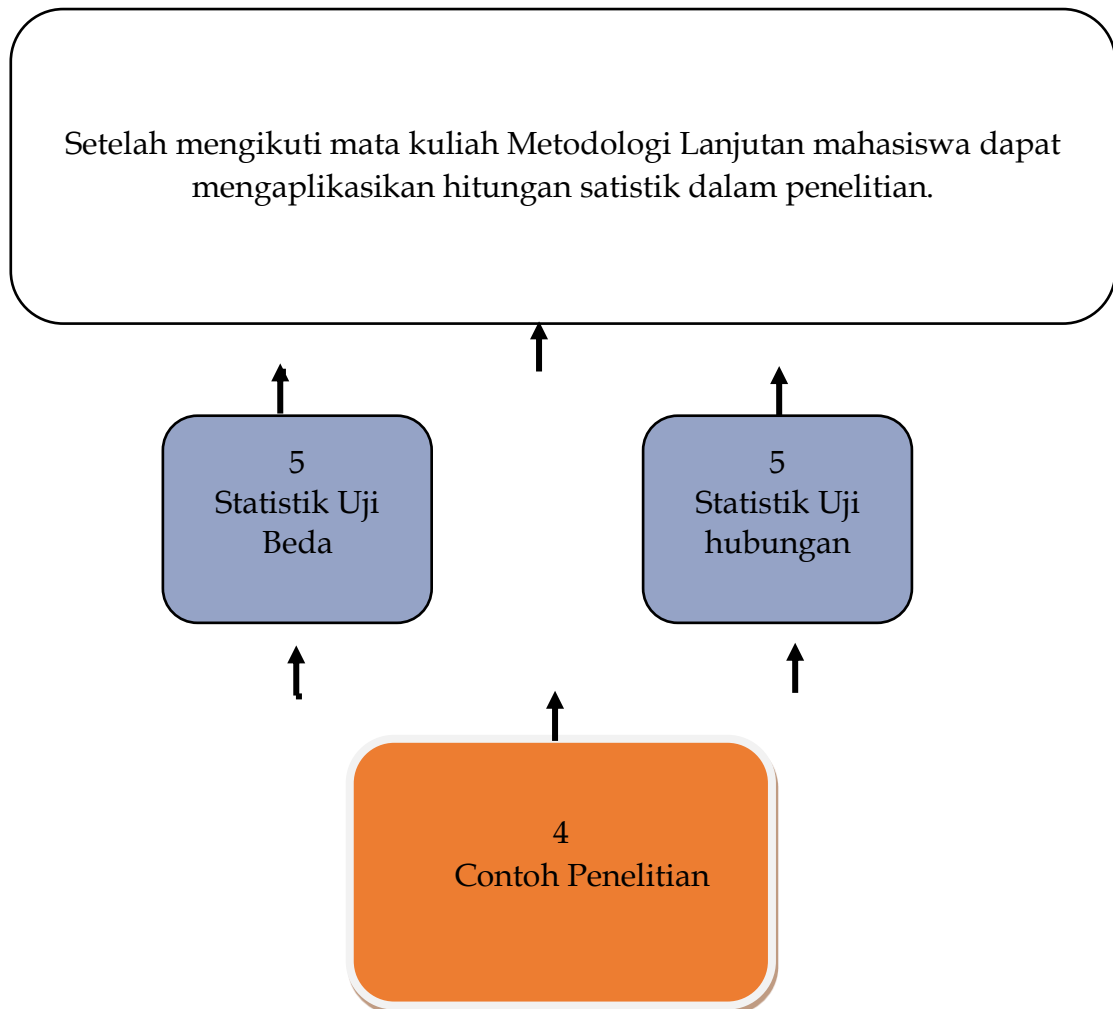 Setelah mengikuti mata kuliah Metodologi Lanjutan mahasiswa dapat
mengaplikasikan hitungan satistik dalam penelitian.
5
Statistik Uji
Beda
5
Statistik Uji
hubungan
4
Contoh Penelitian